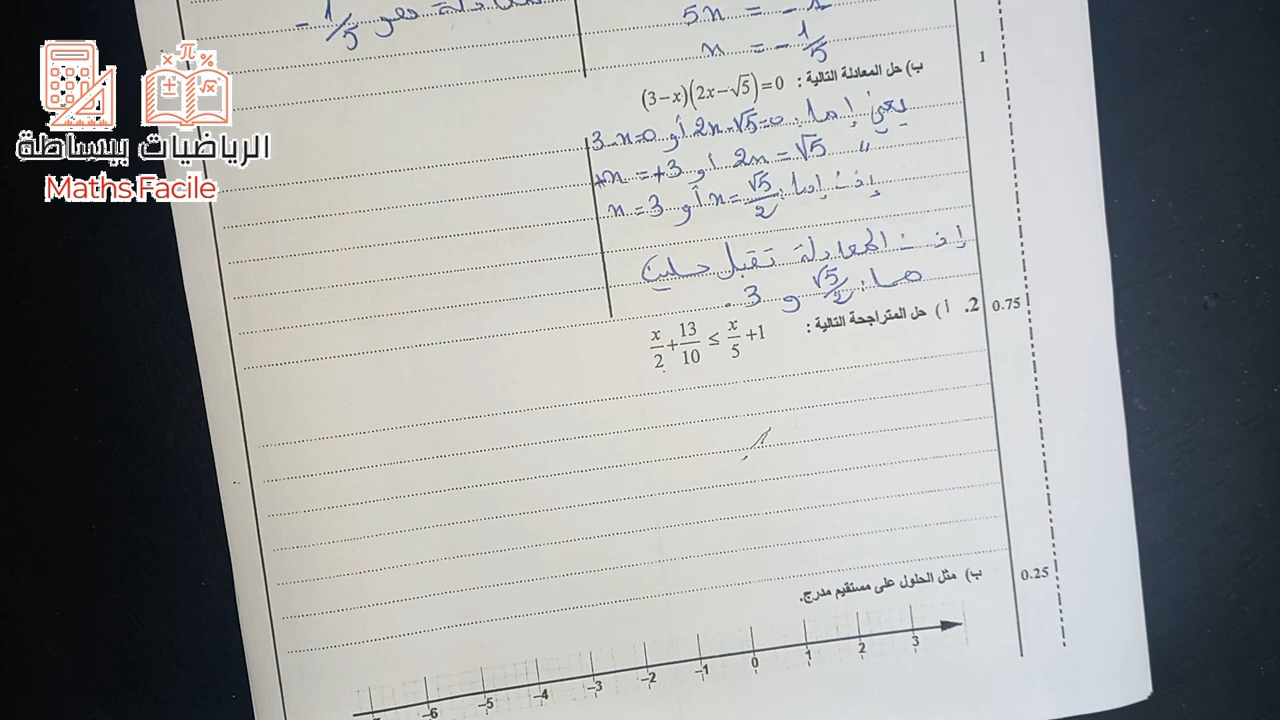 الرياضيات ببساطة
Maths Facile
5x = -1
x = -1/5
هو -1/5
ب) حل المعادلة التالية : (3-x)(2x-√5)=0
1
يعني إما 2x-√5=0 أو 3-x=0
" 2x = √5 أو +x = +3
إذن إما x = √5/2 أو x = 3
إذن المعادلة تقبل حلين
هما: √5/2 و 3.
2. أ ) حل المتراجحة التالية : x/2 + 13/10 ≤ x/5 + 1
0.75
ب) مثل الحلول على مستقيم مدرج.
0.25
-6 -5 -4 -3 -2 -1 0 1 2 3